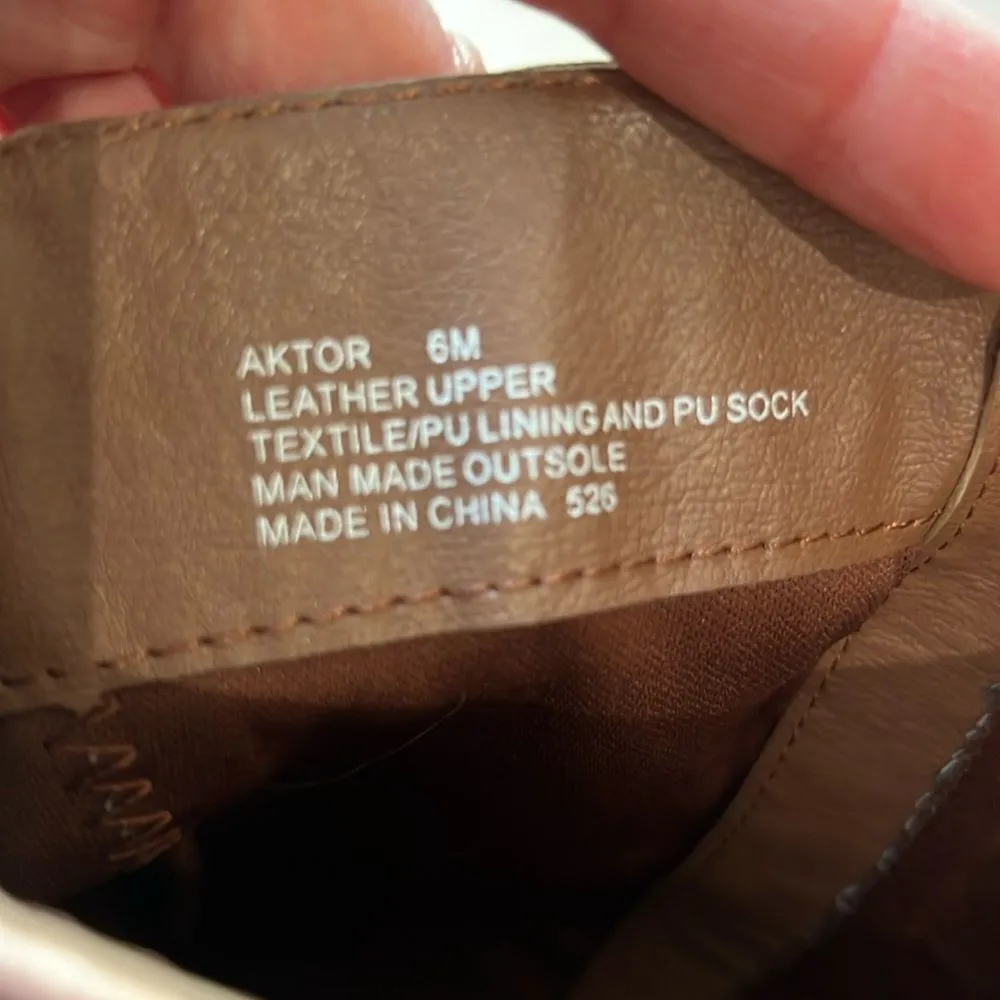 AKTOR 6M
LEATHER UPPER
TEXTILE/PU LINING AND PU SOCK
MAN MADE OUTSOLE
MADE IN CHINA 526